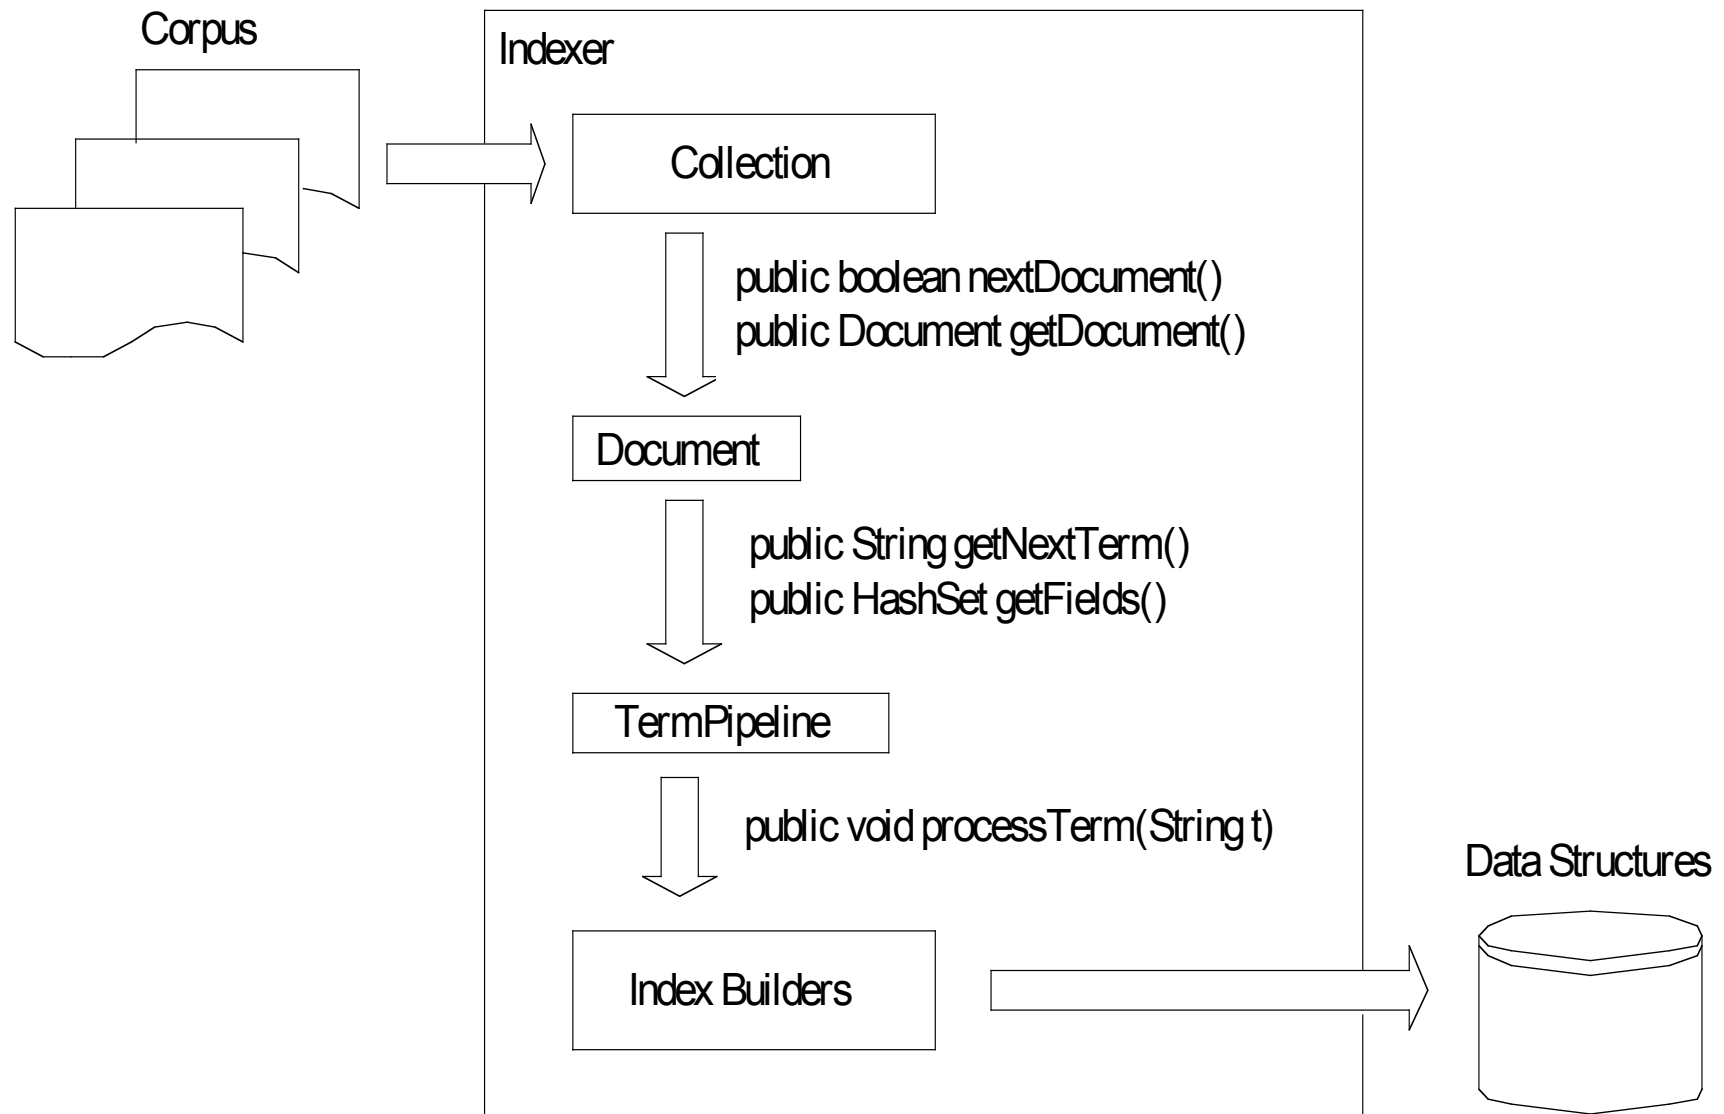 Corpus
Indexer
Collection
public boolean nextDocument()
public Document getDocument()
Document
public String getNextTerm()
public HashSet getFields()
TermPipeline
public void processTerm(String t)
Data Structures
Index Builders